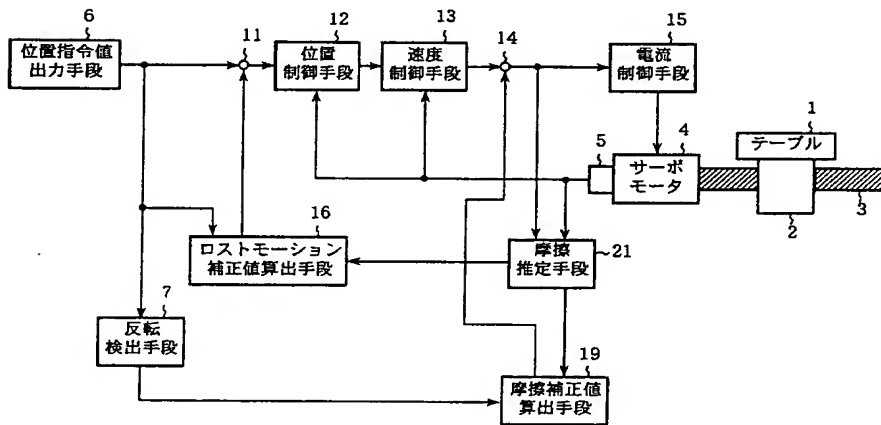 6
位置指令値
出力手段
11
12
位置
制御手段
13
速度
制御手段
14
15
電流
制御手段
1
テーブル
4
サーボ
モータ
5
2
3
16
ロストモーション
補正値算出手段
摩擦
推定手段
21
7
反転
検出手段
19
摩擦補正値
算出手段